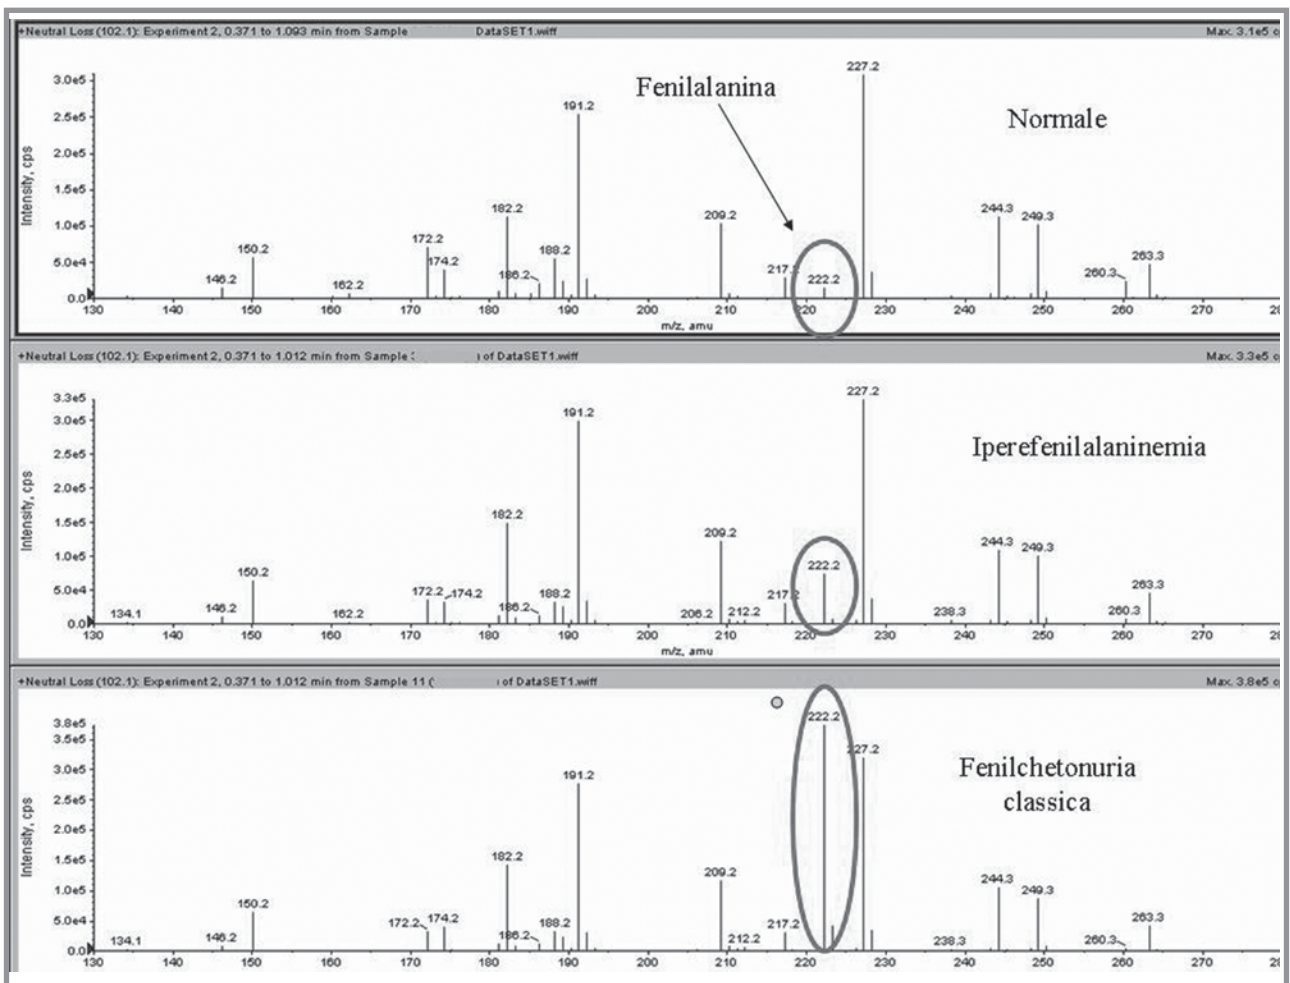 +Neutral Loss (102.1): Experiment 2, 0.371 to 1.093 min from Sample DataSET1.wiff Max. 3.1e5
Intensity, cps
3.0e5
2.5e5
2.0e5
1.5e5
1.0e5
5.0e4
0.0
146.2
150.2
162.2
172.2
174.2
182.2
186.2
188.2
191.2
209.2
217.2
222.2
227.2
244.3
249.3
260.3
263.3
Fenilalanina
Normale
130 140 150 160 170 180 190 200 210 220 230 240 250 260 270
m/z, amu
+Neutral Loss (102.1): Experiment 2, 0.371 to 1.012 min from Sample of DataSET1.wiff Max. 3.3e5
Intensity, cps
3.3e5
3.0e5
2.5e5
2.0e5
1.5e5
1.0e5
5.0e4
0.0
134.1
146.2
150.2
162.2
172.2
174.2
182.2
186.2
188.2
191.2
206.2
209.2
212.2
217.2
222.2
227.2
238.3
244.3
249.3
260.3
263.3
Iperefenilalaninemia
130 140 150 160 170 180 190 200 210 220 230 240 250 260 270
m/z, amu
+Neutral Loss (102.1): Experiment 2, 0.371 to 1.012 min from Sample 11 ( of DataSET1.wiff Max. 3.8e5
Intensity, cps
3.8e5
3.5e5
3.0e5
2.5e5
2.0e5
1.5e5
1.0e5
5.0e4
0.0
134.1
146.2
150.2
172.2
174.2
182.2
186.2
188.2
191.2
209.2
212.2
217.2
222.2
227.2
238.3
244.3
249.3
260.3
263.3
Fenilchetonuria
classica
130 140 150 160 170 180 190 200 210 220 230 240 250 260 270